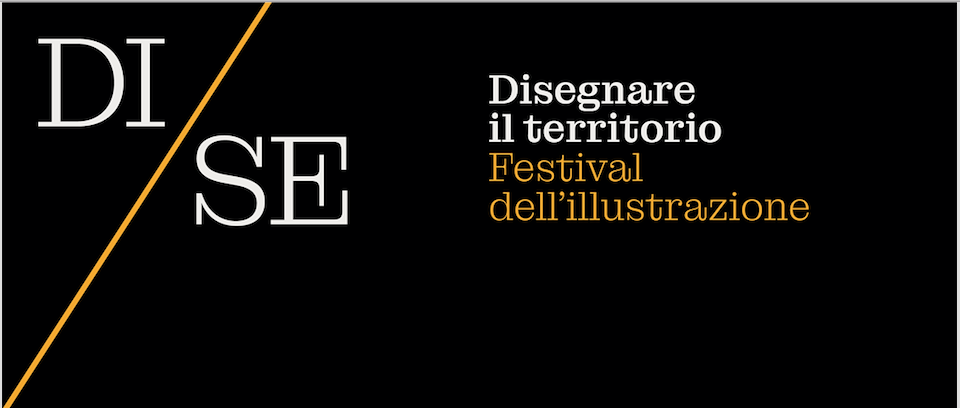 DI
SE
Disegnare
il territorio
Festival
dell’illustrazione